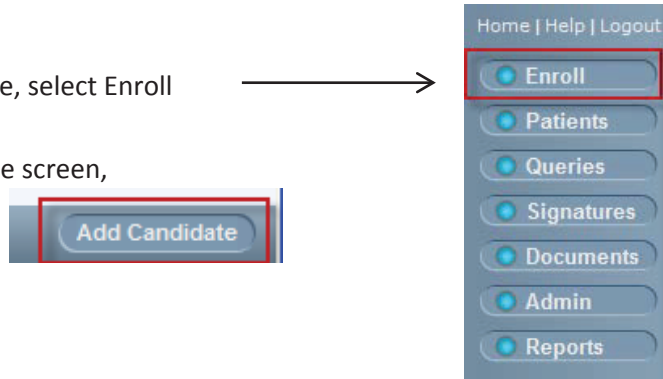 Home | Help | Logout
e, select Enroll
Enroll
Patients
e screen,
Queries
Add Candidate
Signatures
Documents
Admin
Reports